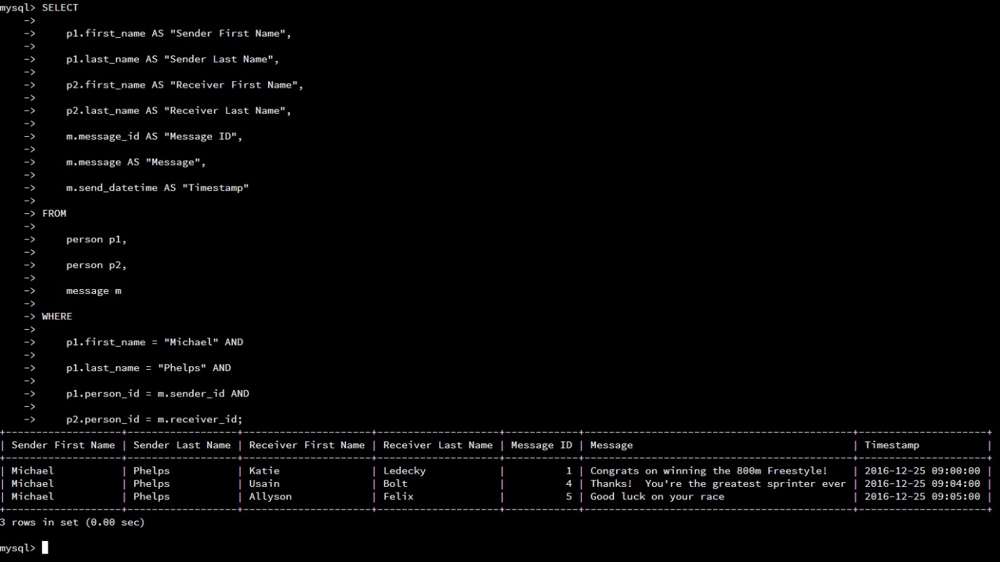 mysql> SELECT
    ->
    ->     p1.first_name AS "Sender First Name",
    ->
    ->     p1.last_name AS "Sender Last Name",
    ->
    ->     p2.first_name AS "Receiver First Name",
    ->
    ->     p2.last_name AS "Receiver Last Name",
    ->
    ->     m.message_id AS "Message ID",
    ->
    ->     m.message AS "Message",
    ->
    ->     m.send_datetime AS "Timestamp"
    ->
    -> FROM
    ->
    ->     person p1,
    ->
    ->     person p2,
    ->
    ->     message m
    ->
    -> WHERE
    ->
    ->     p1.first_name = "Michael" AND
    ->
    ->     p1.last_name = "Phelps" AND
    ->
    ->     p1.person_id = m.sender_id AND
    ->
    ->     p2.person_id = m.receiver_id;
+-------------------+------------------+---------------------+--------------------+------------+--------------------------------------------+---------------------+
| Sender First Name | Sender Last Name | Receiver First Name | Receiver Last Name | Message ID | Message                                    | Timestamp           |
+-------------------+------------------+---------------------+--------------------+------------+--------------------------------------------+---------------------+
| Michael           | Phelps           | Katie               | Ledecky            |          1 | Congrats on winning the 800m Freestyle!    | 2016-12-25 09:00:00 |
| Michael           | Phelps           | Usain               | Bolt               |          4 | Thanks!  You're the greatest sprinter ever | 2016-12-25 09:04:00 |
| Michael           | Phelps           | Allyson             | Felix              |          5 | Good luck on your race                     | 2016-12-25 09:05:00 |
+-------------------+------------------+---------------------+--------------------+------------+--------------------------------------------+---------------------+
3 rows in set (0.00 sec)

mysql>